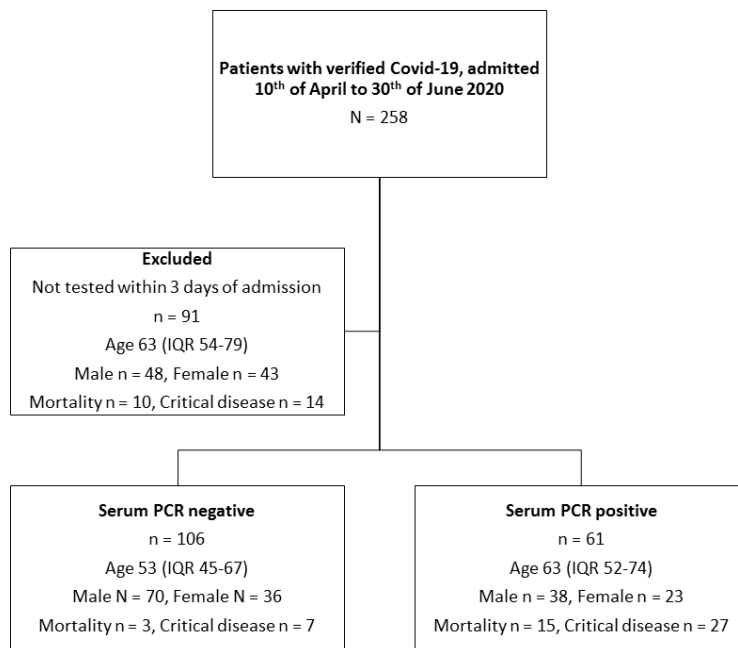 Patients with verified Covid-19, admitted
10th of April to 30th of June 2020
N = 258
Excluded
Not tested within 3 days of admission
n = 91
Age 63 (IQR 54-79)
Male n = 48, Female n = 43
Mortality n = 10, Critical disease n = 14
Serum PCR negative
n = 106
Age 53 (IQR 45-67)
Male N = 70, Female N = 36
Mortality n = 3, Critical disease n = 7
Serum PCR positive
n = 61
Age 63 (IQR 52-74)
Male n = 38, Female n = 23
Mortality n = 15, Critical disease n = 27